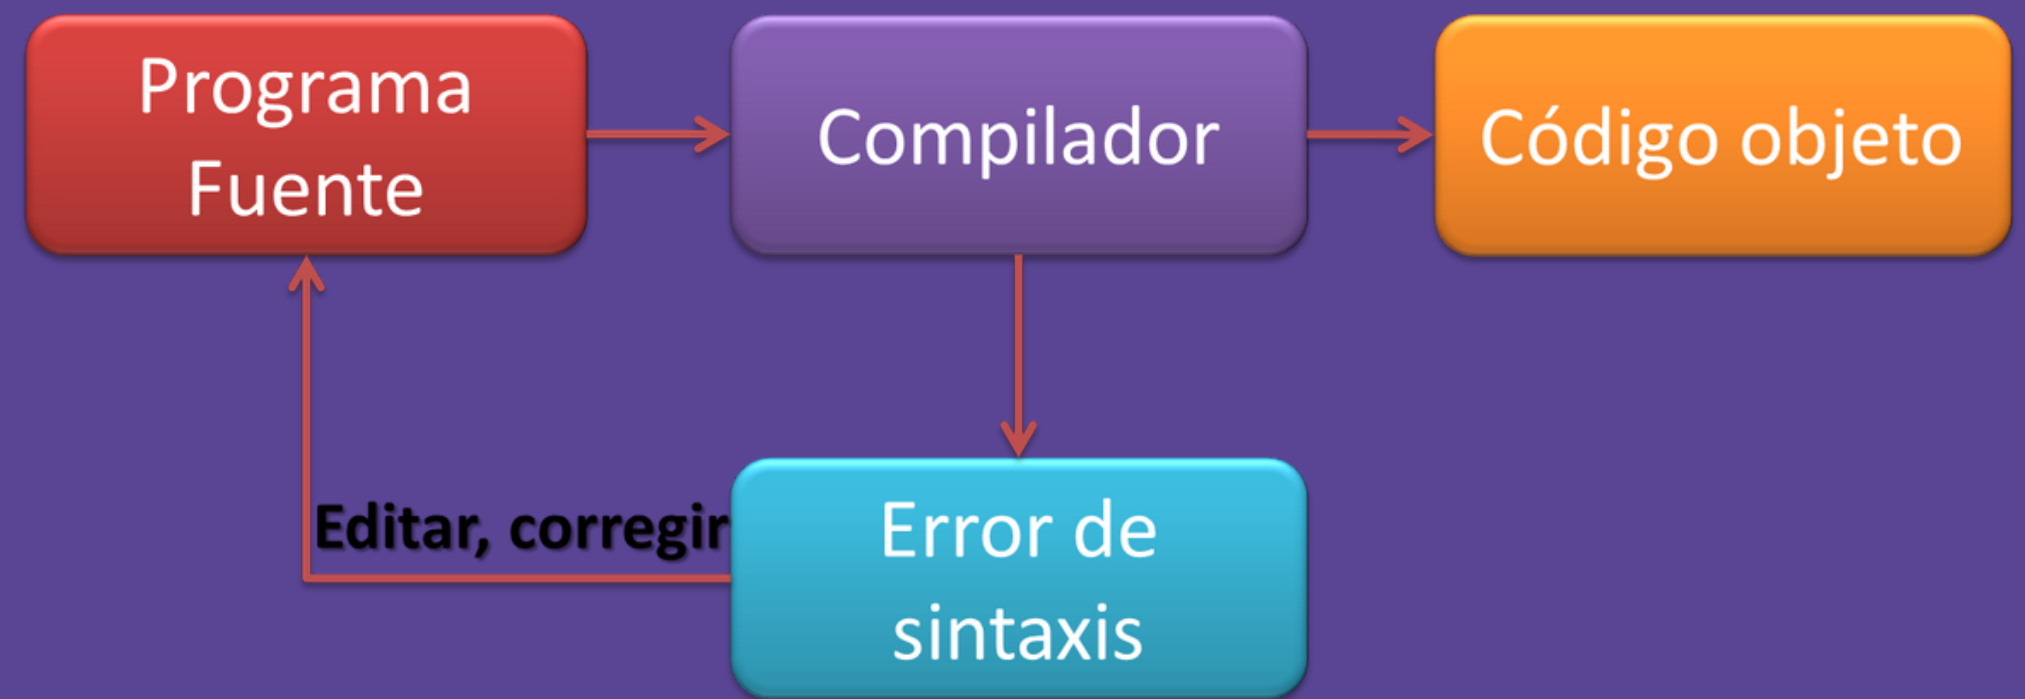 Programa
Fuente
Compilador
Código objeto
Editar, corregir
Error de
sintaxis